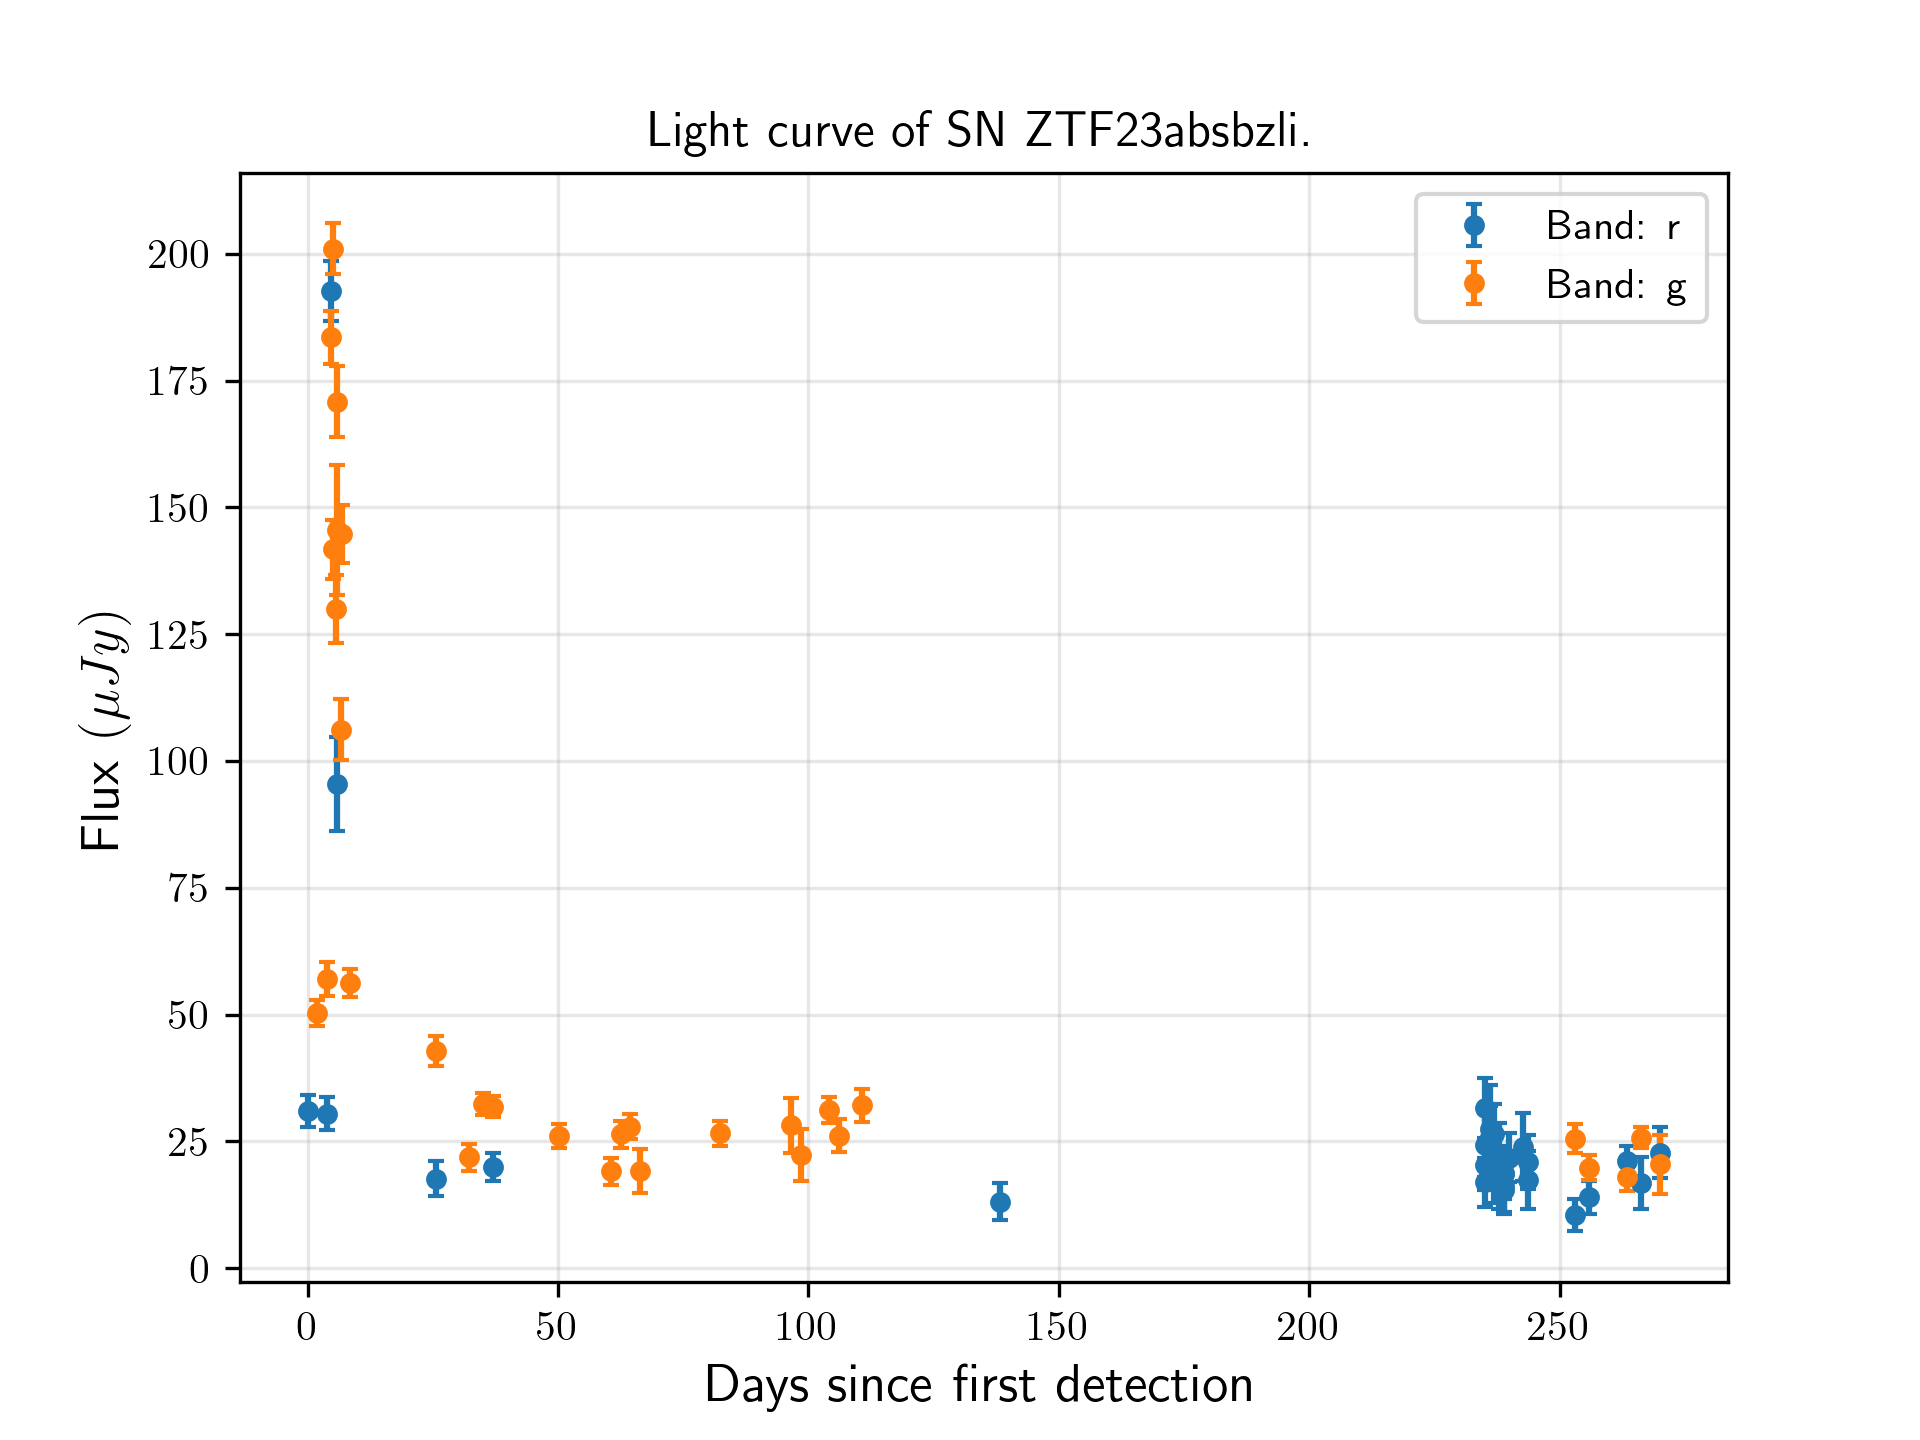 Light curve of SN ZTF23absbzli.
Band: r
Band: g
Flux (μJy)
200
175
150
125
100
75
50
25
0
0 50 100 150 200 250
Days since first detection